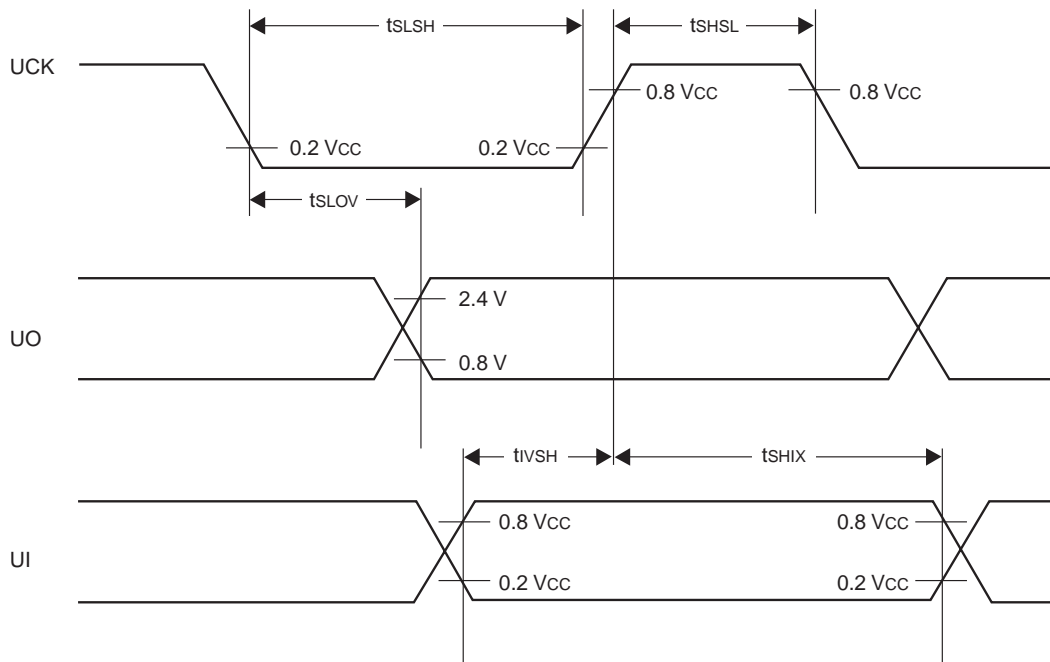 tSLSH tSHSL
UCK
0.8 VCC 0.8 VCC
0.2 VCC 0.2 VCC
tSLOV
2.4 V
UO
0.8 V
tIVSH tSHIX
0.8 VCC 0.8 VCC
UI
0.2 VCC 0.2 VCC